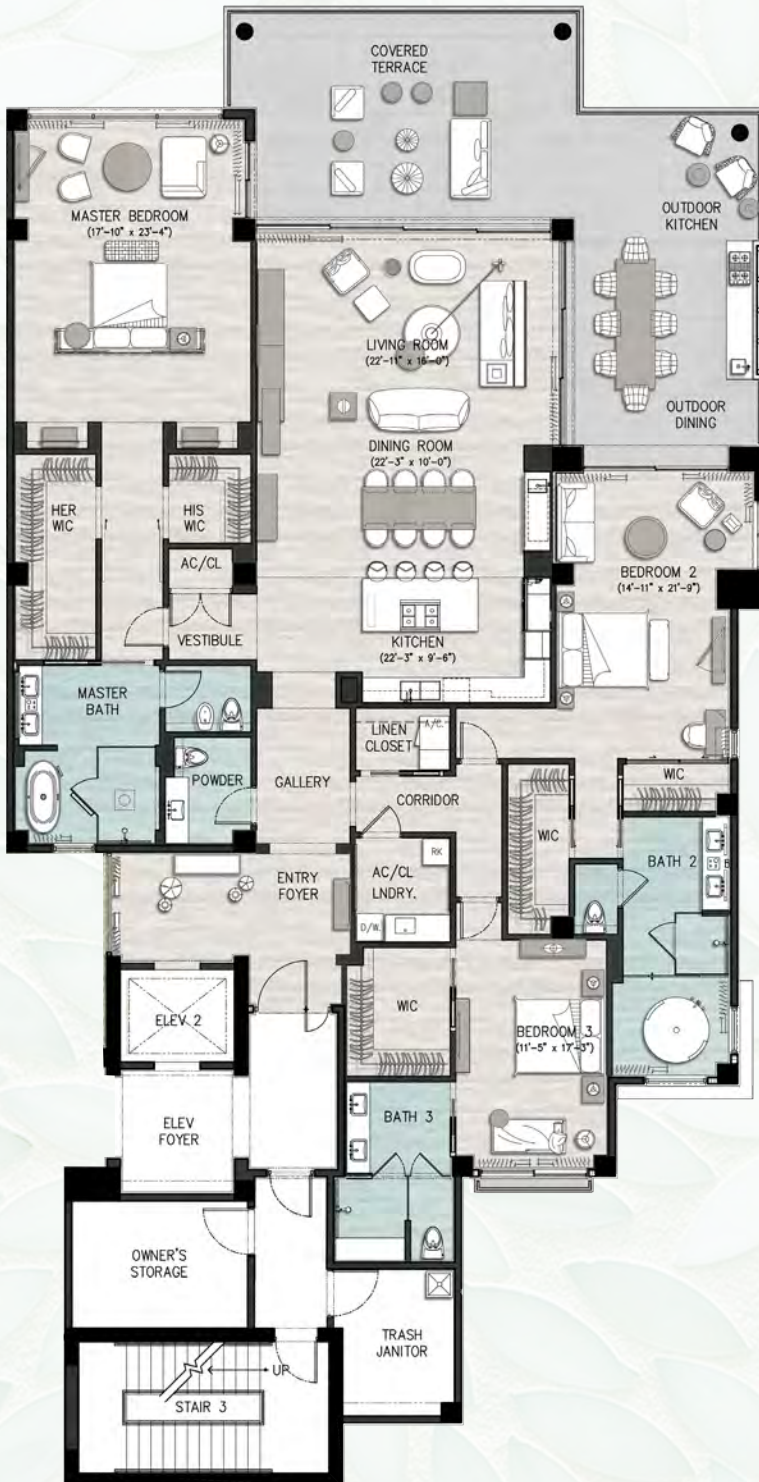 COVERED
TERRACE
MASTER BEDROOM
(17'-10" x 23'-4")
OUTDOOR
KITCHEN
LIVING ROOM
(22'-11" x 16'-0")
OUTDOOR
DINING
DINING ROOM
(22'-3" x 10'-0")
HER
WIC
HIS
WIC
AC/CL
BEDROOM 2
(14'-11" x 21'-9")
VESTIBULE
KITCHEN
(22'-3" x 9'-6")
MASTER
BATH
LINEN
CLOSET
A/C.
POWDER
GALLERY
WIC
CORRIDOR
WIC
BATH 2
ENTRY
FOYER
RK
AC/CL
LNDRY.
D/W.
WIC
ELEV 2
BEDROOM 3
(11'-5" x 17'-3")
ELEV
FOYER
BATH 3
OWNER'S
STORAGE
TRASH
JANITOR
UP
STAIR 3